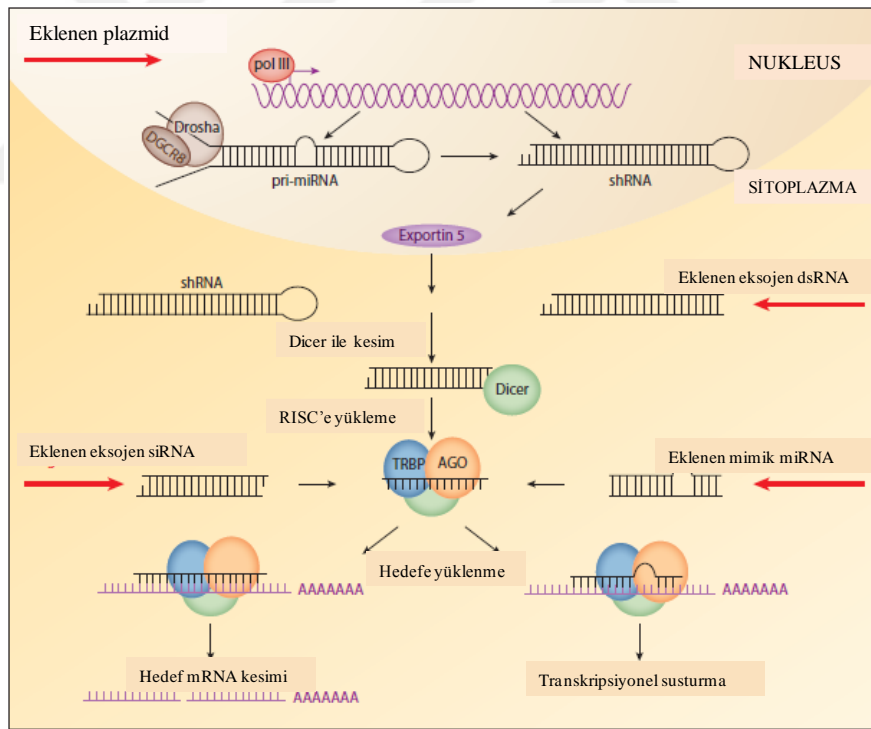 Eklenen plazmid
pol III
NUKLEUS
Drosha
DGCR8
pri-miRNA
shRNA
SİTOPLAZMA
Exportin 5
shRNA
Eklenen eksojen dsRNA
Dicer ile kesim
Dicer
RISC'e yükleme
Eklenen eksojen siRNA
TRBP
AGO
Eklenen mimik miRNA
Hedefe yüklenme
AAAAAAA
AAAAAAA
Hedef mRNA kesimi
Transkripsiyonel susturma
AAAAAAA